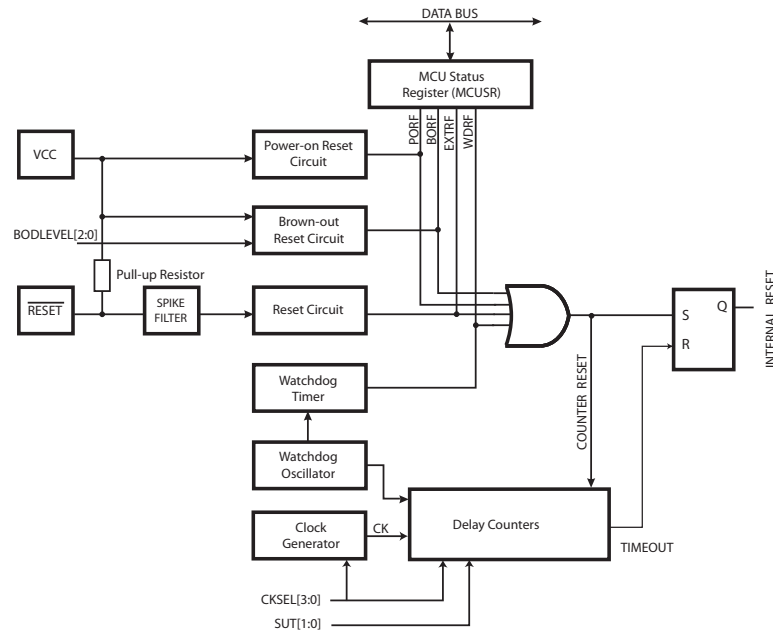 DATA BUS
MCU Status
Register (MCUSR)
PORF
BORF
EXTRF
WDRF
VCC
Power-on Reset
Circuit
BODLEVEL[2:0]
Brown-out
Reset Circuit
Pull-up Resistor
RESET
SPIKE
FILTER
Reset Circuit
S
Q
R
INTERNAL RESET
Watchdog
Timer
COUNTER RESET
Watchdog
Oscillator
Clock
Generator
CK
Delay Counters
TIMEOUT
CKSEL[3:0]
SUT[1:0]